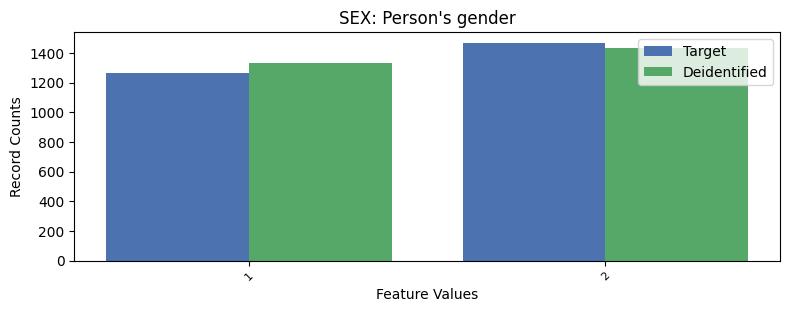 SEX: Person's gender
Target
Deidentified
Record Counts
1400
1200
1000
800
600
400
200
0
1
2
Feature Values